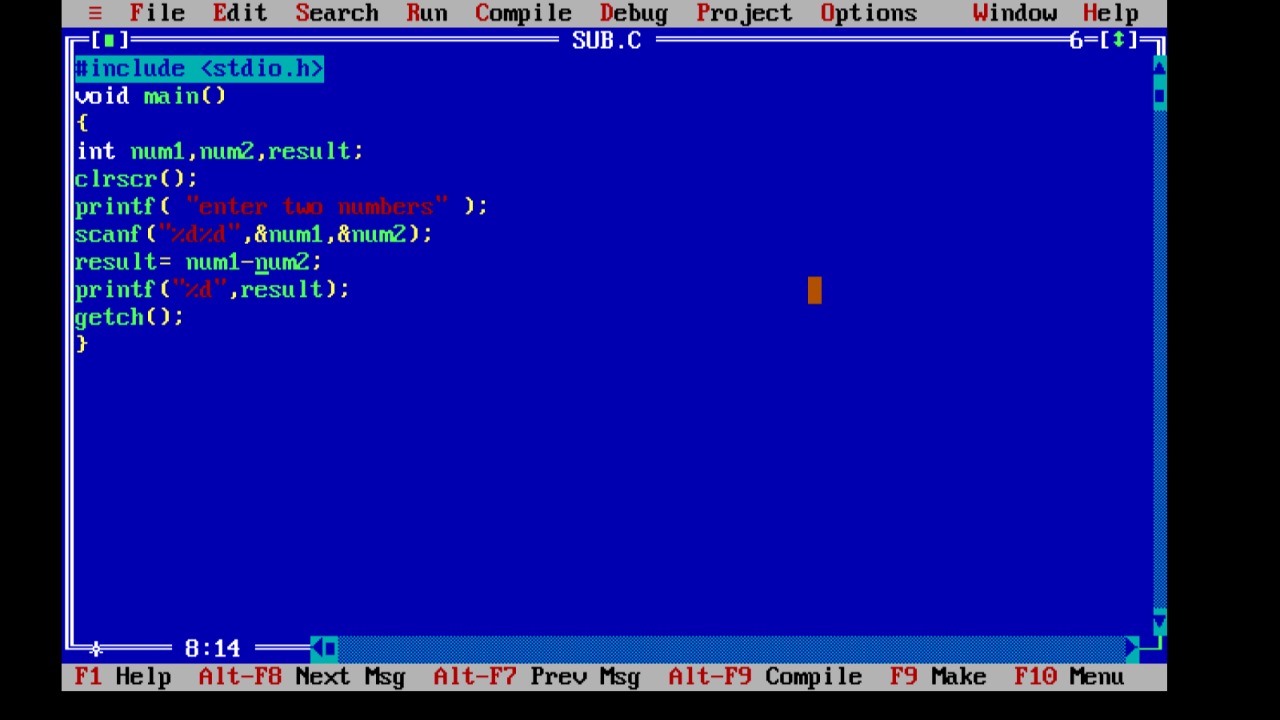 ≡ File Edit Search Run Compile Debug Project Options Window Help
[■] SUB.C 6=[↕]
#include <stdio.h>
void main()
{
int num1,num2,result;
clrscr();
printf( "enter two numbers" );
scanf("%d%d",&num1,&num2);
result= num1-num2;
printf("%d",result);
getch();
}
8:14
F1 Help Alt-F8 Next Msg Alt-F7 Prev Msg Alt-F9 Compile F9 Make F10 Menu